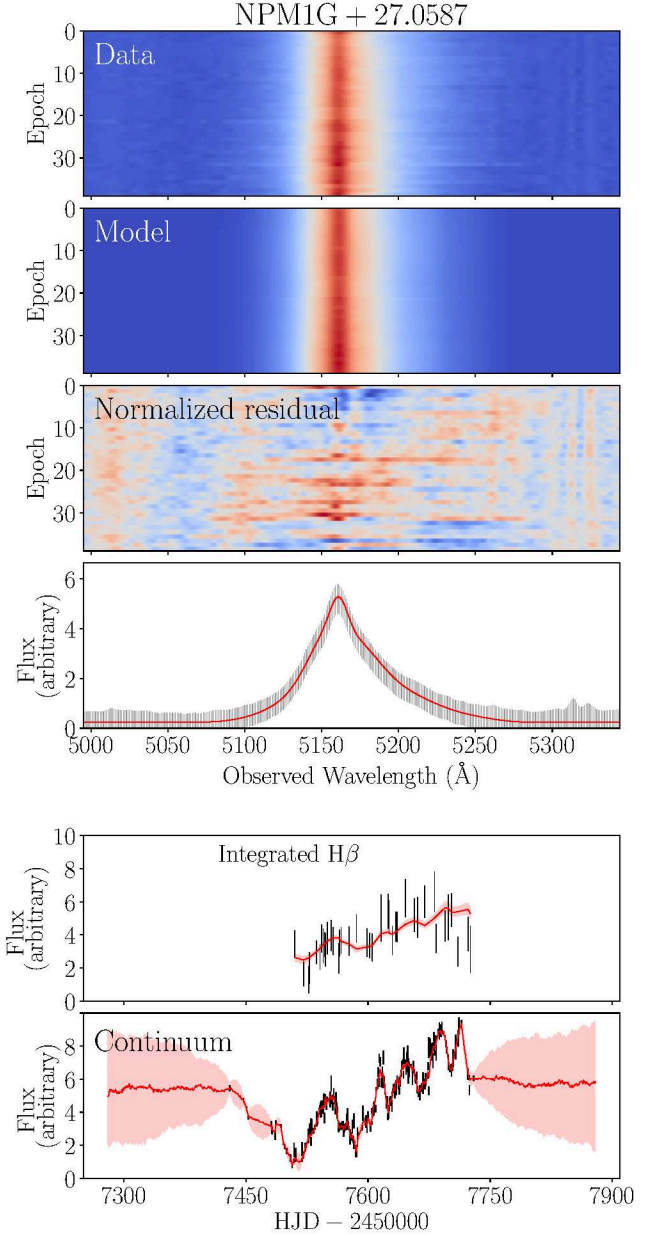 NPM1G + 27.0587
Data
Epoch
0
10
20
30
Model
Epoch
0
10
20
30
Normalized residual
Epoch
0
10
20
30
Flux
(arbitrary)
6
4
2
0
5000 5050 5100 5150 5200 5250 5300
Observed Wavelength (Å)
Integrated Hβ
Flux
(arbitrary)
10
8
6
4
2
0
Continuum
Flux
(arbitrary)
8
6
4
2
0
7300 7450 7600 7750 7900
HJD − 2450000